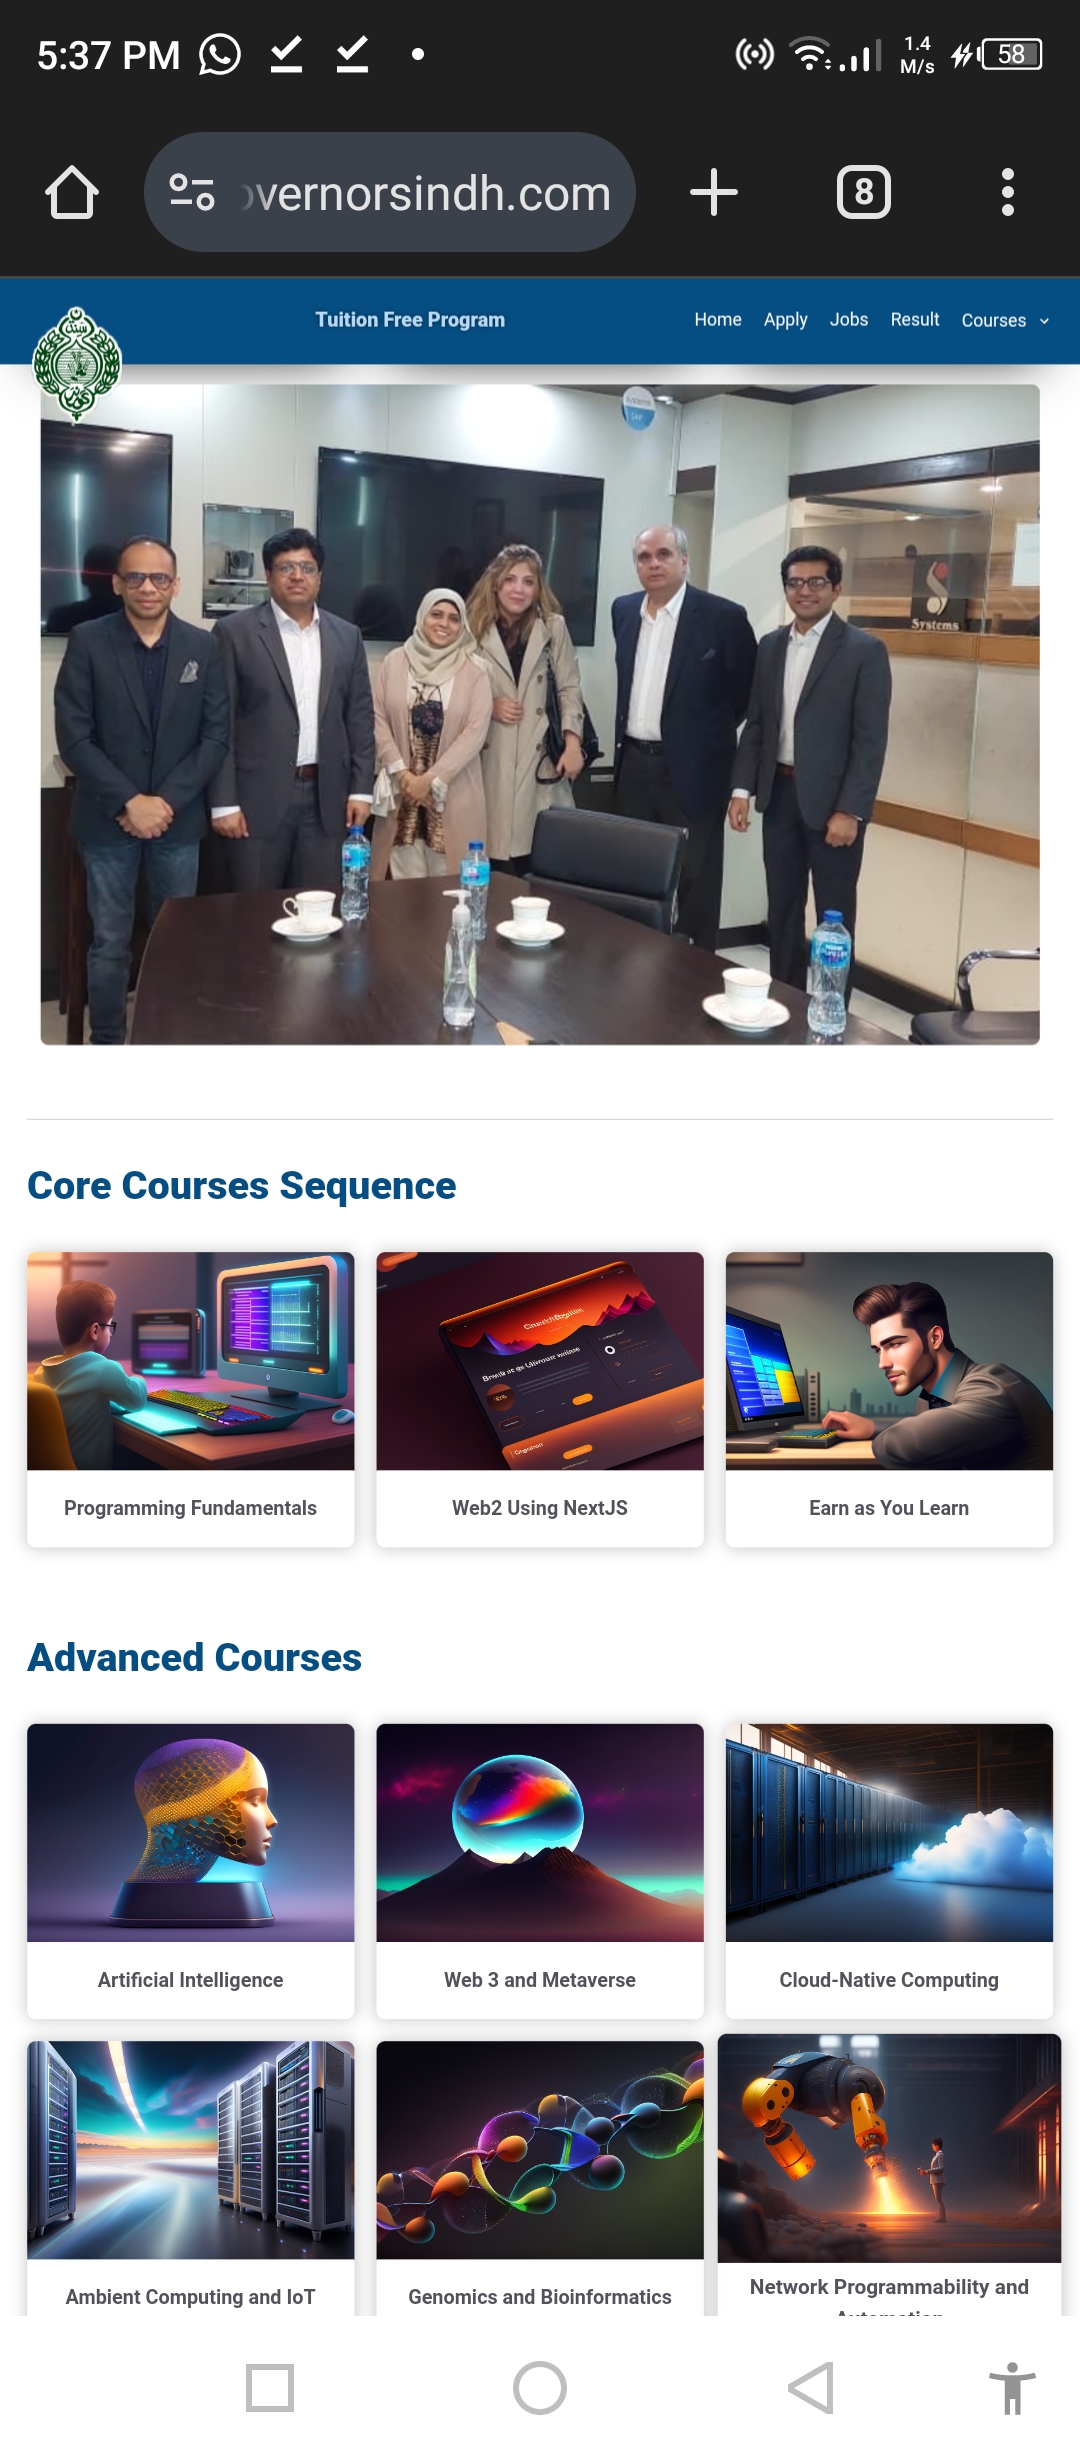 5:37 PM
1.4
M/s
58
vernorsindh.com
8
Tuition Free Program
Home
Apply
Jobs
Result
Courses
Systems
Core Courses Sequence
Programming Fundamentals
Web2 Using NextJS
Earn as You Learn
Advanced Courses
Artificial Intelligence
Web 3 and Metaverse
Cloud-Native Computing
Ambient Computing and IoT
Genomics and Bioinformatics
Network Programmability and
Automation